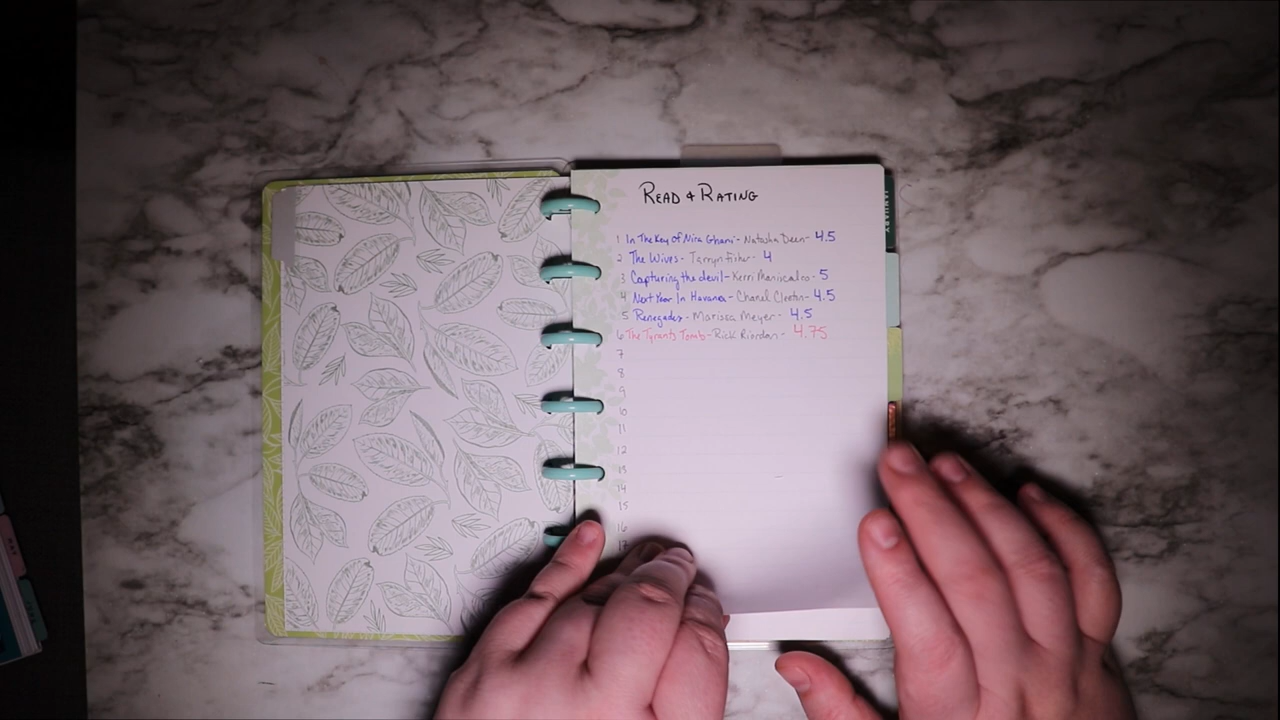 READ & RATING
1 In The Key of Nira Ghani - Natasha Deen - 4.5
2 The Wives - Tarryn Fisher - 4
3 Capturing the devil - Kerri Maniscalco - 5
4 Next Year In Havana - Chanel Cleeton - 4.5
5 Renegades - Marissa Meyer - 4.5
6 The Tyrants Tomb - Rick Riordan - 4.75
7
8
9
10
11
12
13
14
15
16
17
JANUARY